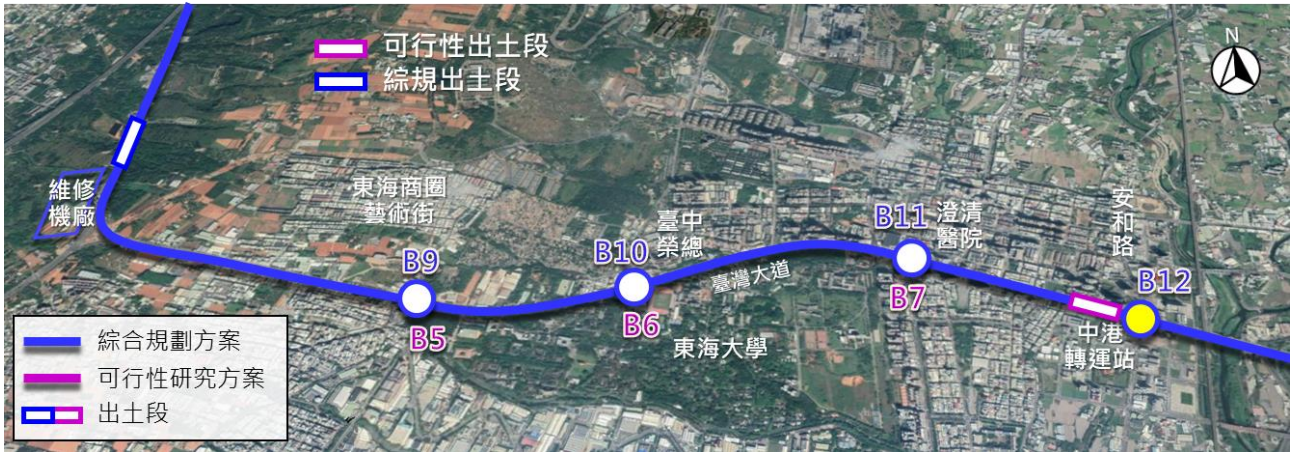 可行性出土段
綜規出土段
N
維修
機廠
東海商圈
藝術街
臺中
榮總
澄清
醫院
安和路
B9
B10
B11
B12
臺灣大道
B5
B6
B7
東海大學
中港
轉運站
綜合規劃方案
可行性研究方案
出土段